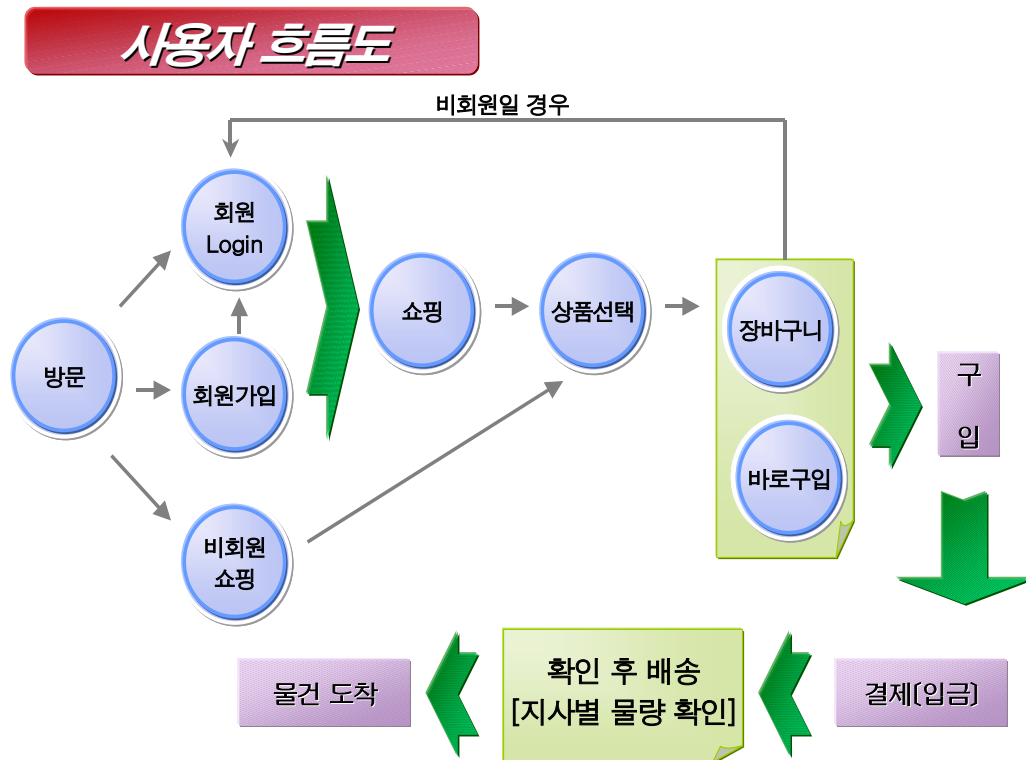 사용자 흐름도
비회원일 경우
회원
Login
쇼핑
상품선택
장바구니
방문
회원가입
구
입
바로구입
비회원
쇼핑
물건 도착
확인 후 배송
[지사별 물량 확인]
결제(입금)